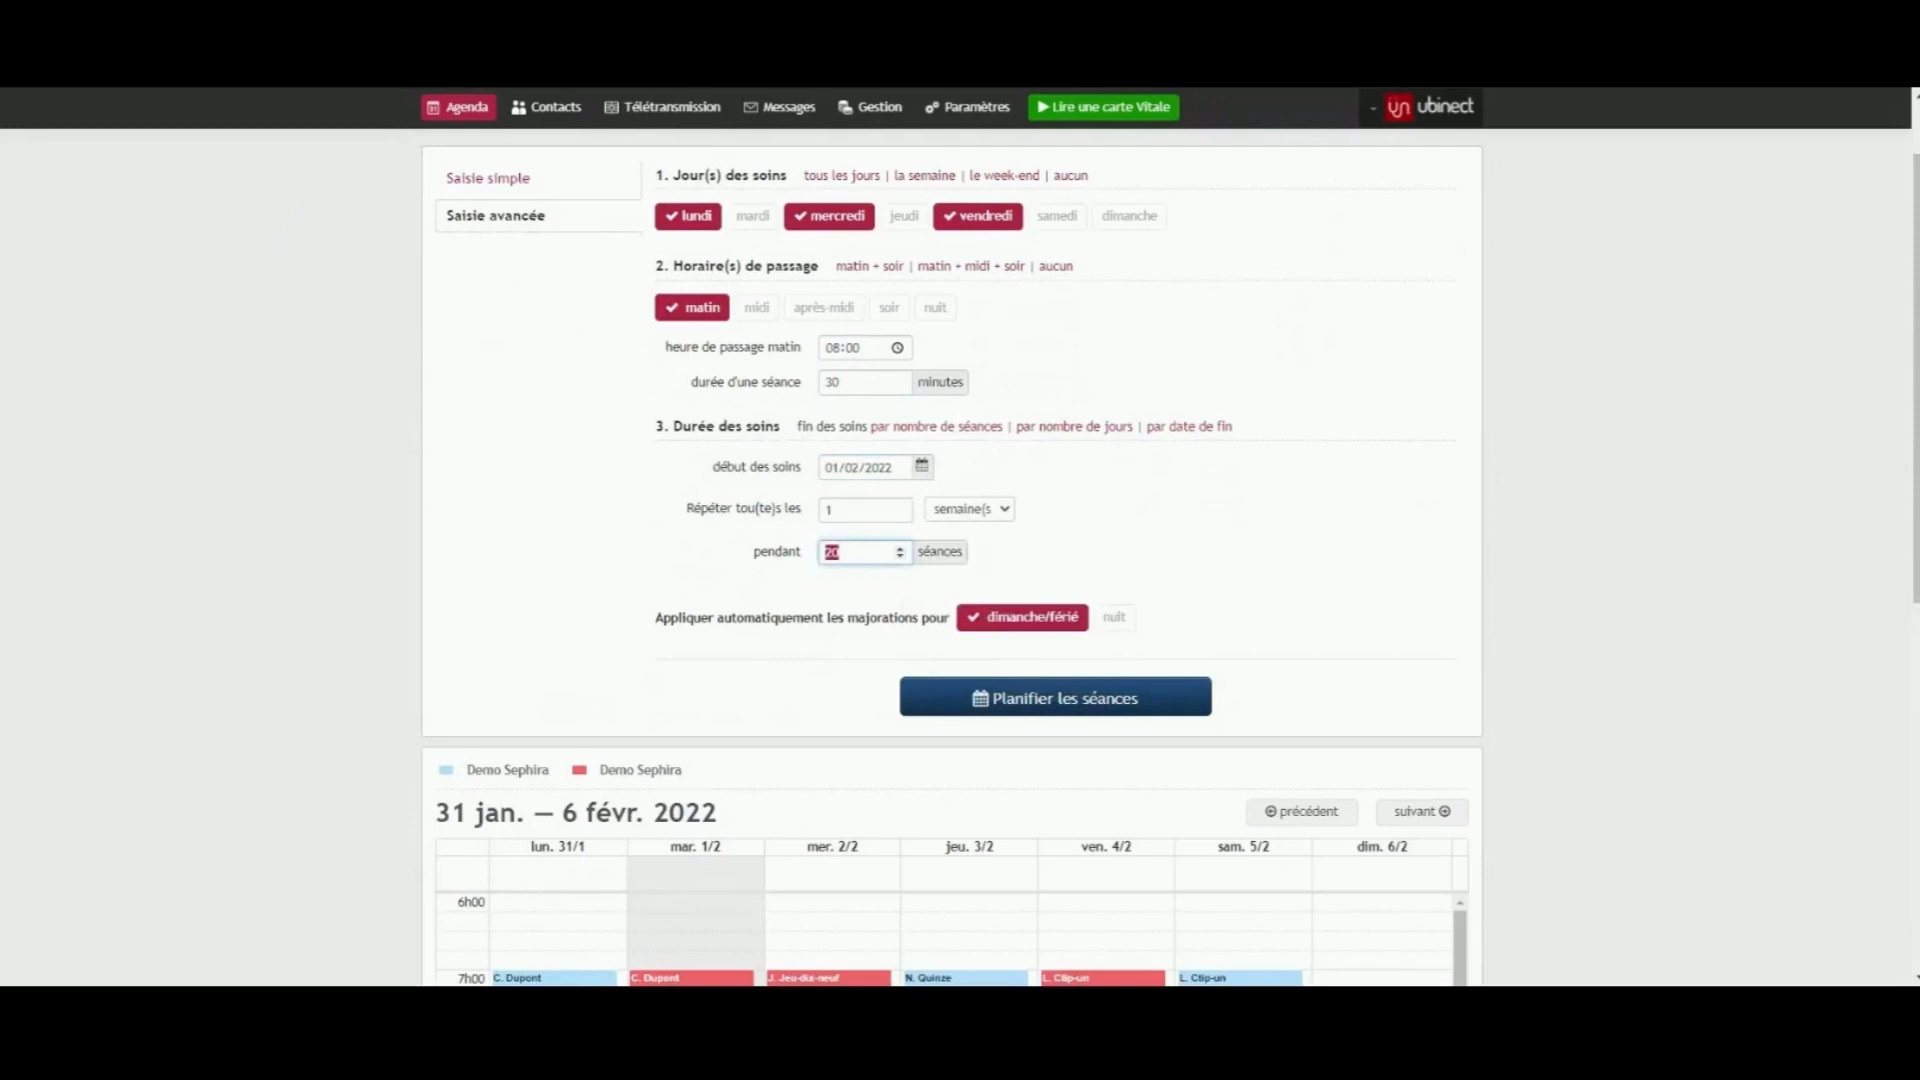 Agenda Contacts Télétransmission Messages Gestion Paramètres Lire une carte Vitale ubinect
Saisie simple
Saisie avancée
1. Jour(s) des soins tous les jours | la semaine | le week-end | aucun
lundi mardi mercredi jeudi vendredi samedi dimanche
2. Horaire(s) de passage matin + soir | matin + midi + soir | aucun
matin midi après-midi soir nuit
heure de passage matin 08:00
durée d'une séance 30 minutes
3. Durée des soins fin des soins par nombre de séances | par nombre de jours | par date de fin
début des soins 01/02/2022
Répéter tou(te)s les 1 semaine(s
pendant 20 séances
Appliquer automatiquement les majorations pour dimanche/férié nuit
Planifier les séances
Demo Sephira Demo Sephira
31 jan. — 6 févr. 2022 précédent suivant
lun. 31/1 mar. 1/2 mer. 2/2 jeu. 3/2 ven. 4/2 sam. 5/2 dim. 6/2
6h00
7h00 C. Dupont C. Dupont J. Jeu-dix-neuf N. Quinze L. Clip-un L. Clip-un